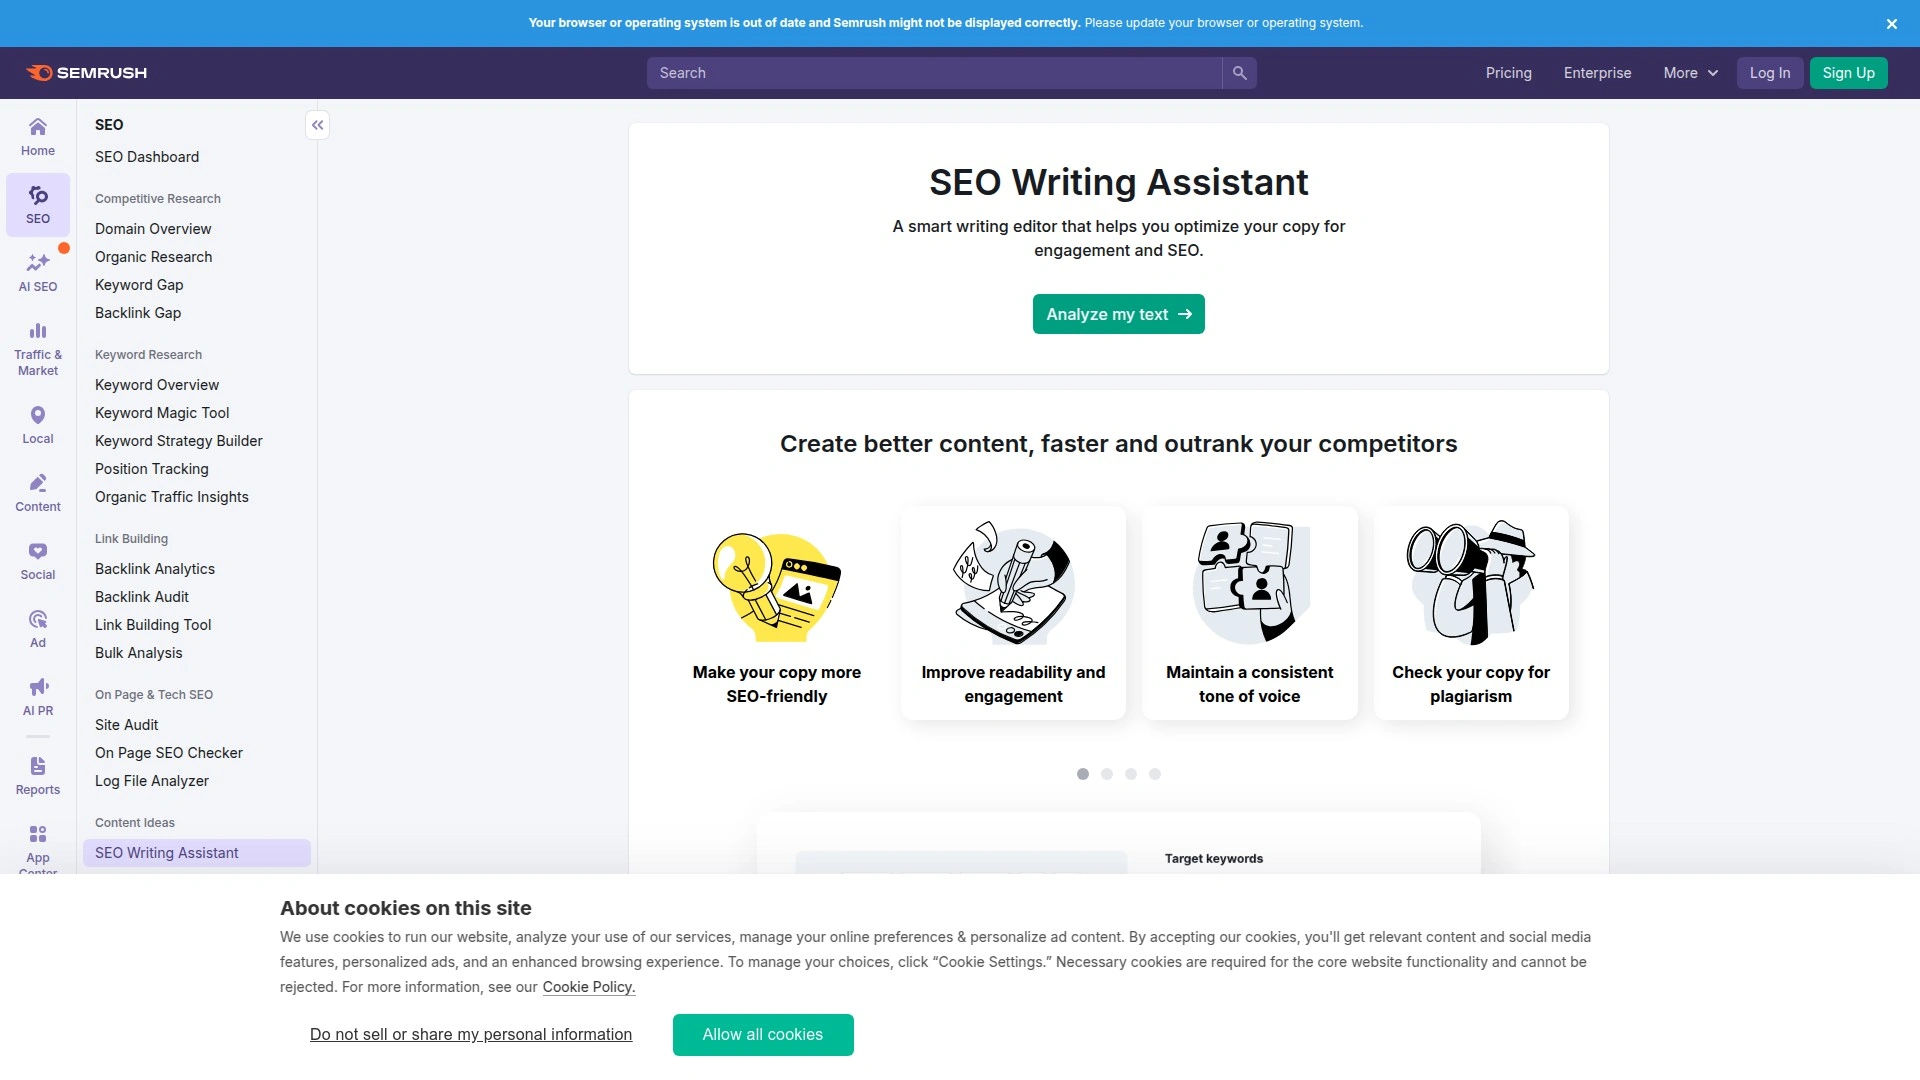 Your browser or operating system is out of date and Semrush might not be displayed correctly. Please update your browser or operating system.
SEMRUSH
Search
Pricing
Enterprise
More
Log In
Sign Up
Home
SEO
AI SEO
Traffic &
Market
Local
Content
Social
Ad
AI PR
Reports
App
Center
SEO
SEO Dashboard
Competitive Research
Domain Overview
Organic Research
Keyword Gap
Backlink Gap
Keyword Research
Keyword Overview
Keyword Magic Tool
Keyword Strategy Builder
Position Tracking
Organic Traffic Insights
Link Building
Backlink Analytics
Backlink Audit
Link Building Tool
Bulk Analysis
On Page & Tech SEO
Site Audit
On Page SEO Checker
Log File Analyzer
Content Ideas
SEO Writing Assistant
SEO Writing Assistant
A smart writing editor that helps you optimize your copy for
engagement and SEO.
Analyze my text
Create better content, faster and outrank your competitors
Make your copy more
SEO-friendly
Improve readability and
engagement
Maintain a consistent
tone of voice
Check your copy for
plagiarism
Target keywords
About cookies on this site
We use cookies to run our website, analyze your use of our services, manage your online preferences & personalize ad content. By accepting our cookies, you'll get relevant content and social media
features, personalized ads, and an enhanced browsing experience. To manage your choices, click “Cookie Settings.” Necessary cookies are required for the core website functionality and cannot be
rejected. For more information, see our Cookie Policy.
Do not sell or share my personal information
Allow all cookies